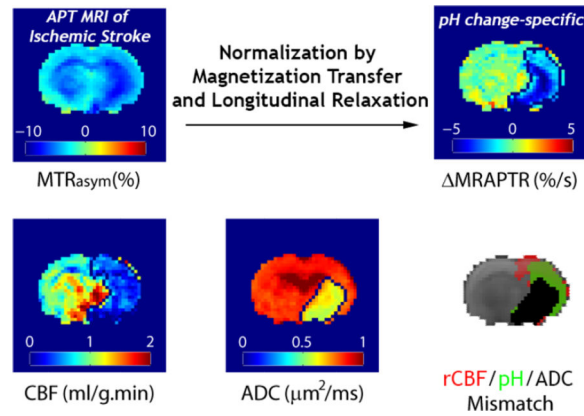 APT MRI of
Ischemic Stroke
Normalization by
Magnetization Transfer
and Longitudinal Relaxation
pH change-specific
−10 0 10
MTRasym(%)
−5 0 5
ΔMRAPTR (%/s)
0 1 2
CBF (ml/g.min)
0 0.5 1
ADC (μm²/ms)
rCBF/pH/ADC
Mismatch